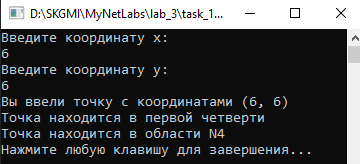 D:\SKGMI\MyNetLabs\lab_3\task_1
Введите координату x:
6
Введите координату y:
6
Вы ввели точку с координатами (6, 6)
Точка находится в первой четверти
Точка находится в области N4
Нажмите любую клавишу для завершения...